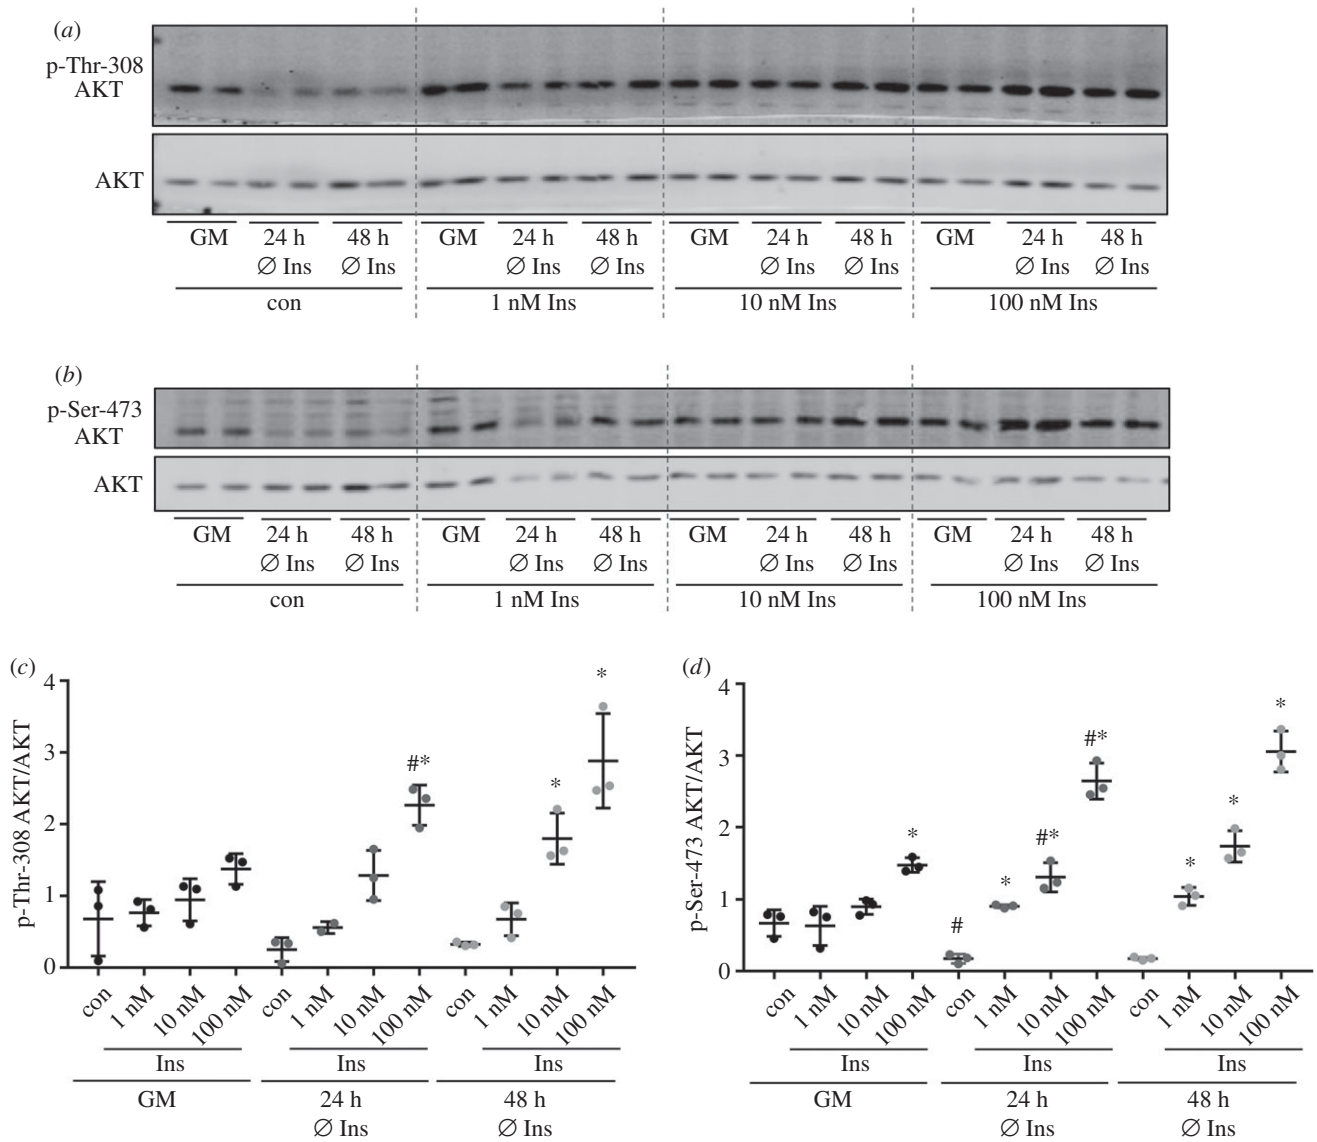 (a)
p-Thr-308
AKT
AKT
GM 24 h 48 h GM 24 h 48 h GM 24 h 48 h GM 24 h 48 h
∅ Ins ∅ Ins ∅ Ins ∅ Ins ∅ Ins ∅ Ins ∅ Ins ∅ Ins
con 1 nM Ins 10 nM Ins 100 nM Ins
(b)
p-Ser-473
AKT
AKT
GM 24 h 48 h GM 24 h 48 h GM 24 h 48 h GM 24 h 48 h
∅ Ins ∅ Ins ∅ Ins ∅ Ins ∅ Ins ∅ Ins ∅ Ins ∅ Ins
con 1 nM Ins 10 nM Ins 100 nM Ins
(c)
p-Thr-308 AKT/AKT
4
3
2
1
0
#*
*
*
con 1 nM 10 nM 100 nM con 1 nM 10 nM 100 nM con 1 nM 10 nM 100 nM
Ins Ins Ins
GM 24 h 48 h
∅ Ins ∅ Ins
(d)
p-Ser-473 AKT/AKT
4
3
2
1
0
*
#
*
#*
#*
*
*
*
con 1 nM 10 nM 100 nM con 1 nM 10 nM 100 nM con 1 nM 10 nM 100 nM
Ins Ins Ins
GM 24 h 48 h
∅ Ins ∅ Ins